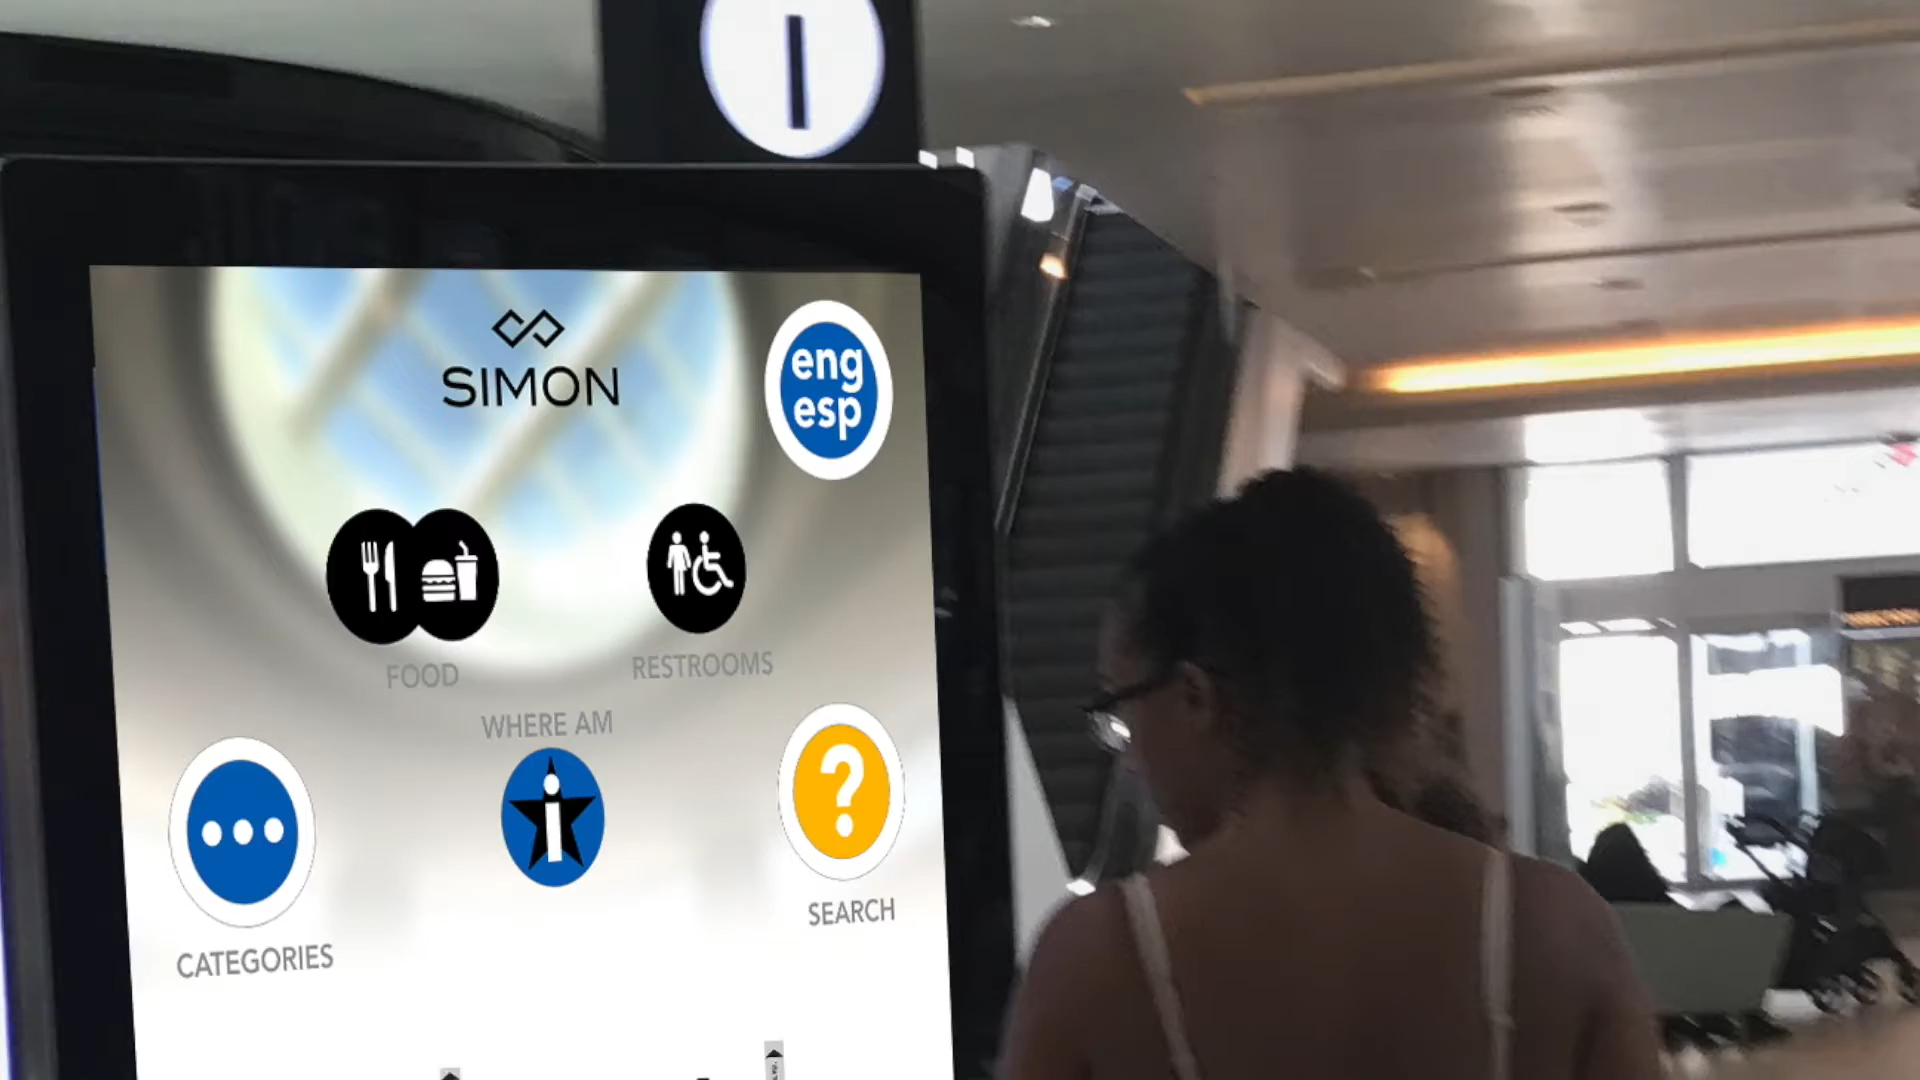 SIMON
eng
esp
FOOD
RESTROOMS
WHERE AM
i
?
CATEGORIES
SEARCH